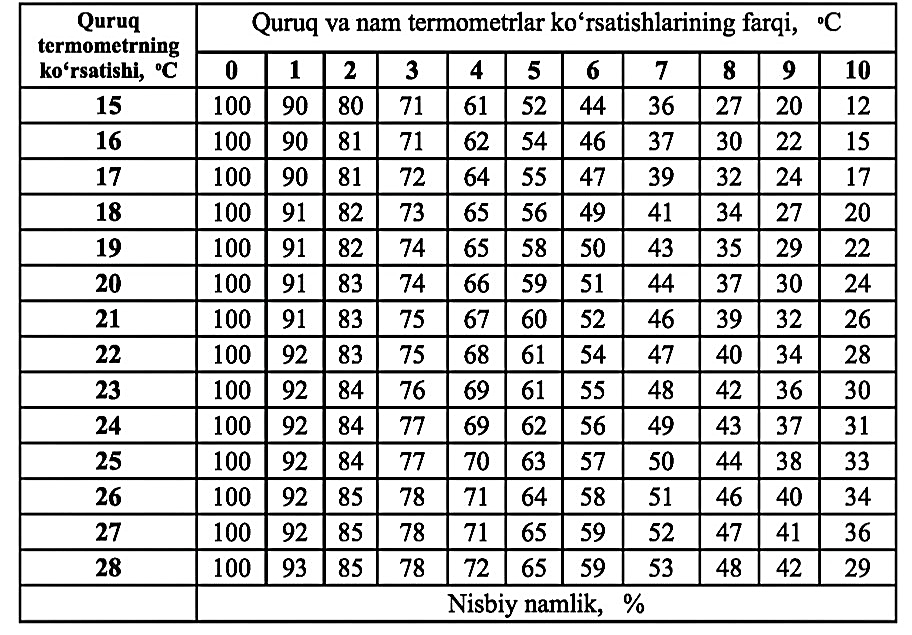 Quruq termometrning ko‘rsatishi, °C
Quruq va nam termometrlar ko‘rsatishlarining farqi, °C
0 1 2 3 4 5 6 7 8 9 10
15 100 90 80 71 61 52 44 36 27 20 12
16 100 90 81 71 62 54 46 37 30 22 15
17 100 90 81 72 64 55 47 39 32 24 17
18 100 91 82 73 65 56 49 41 34 27 20
19 100 91 82 74 65 58 50 43 35 29 22
20 100 91 83 74 66 59 51 44 37 30 24
21 100 91 83 75 67 60 52 46 39 32 26
22 100 92 83 75 68 61 54 47 40 34 28
23 100 92 84 76 69 61 55 48 42 36 30
24 100 92 84 77 69 62 56 49 43 37 31
25 100 92 84 77 70 63 57 50 44 38 33
26 100 92 85 78 71 64 58 51 46 40 34
27 100 92 85 78 71 65 59 52 47 41 36
28 100 93 85 78 72 65 59 53 48 42 29
Nisbiy namlik, %